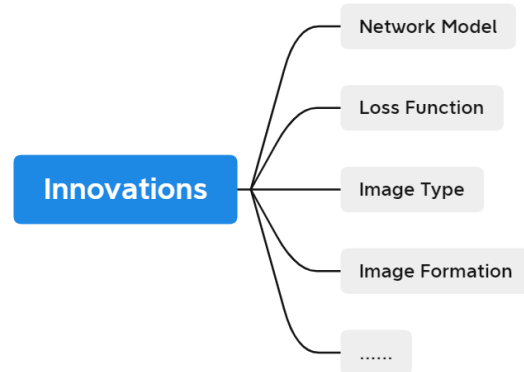 Network Model
Loss Function
Innovations
Image Type
Image Formation
......